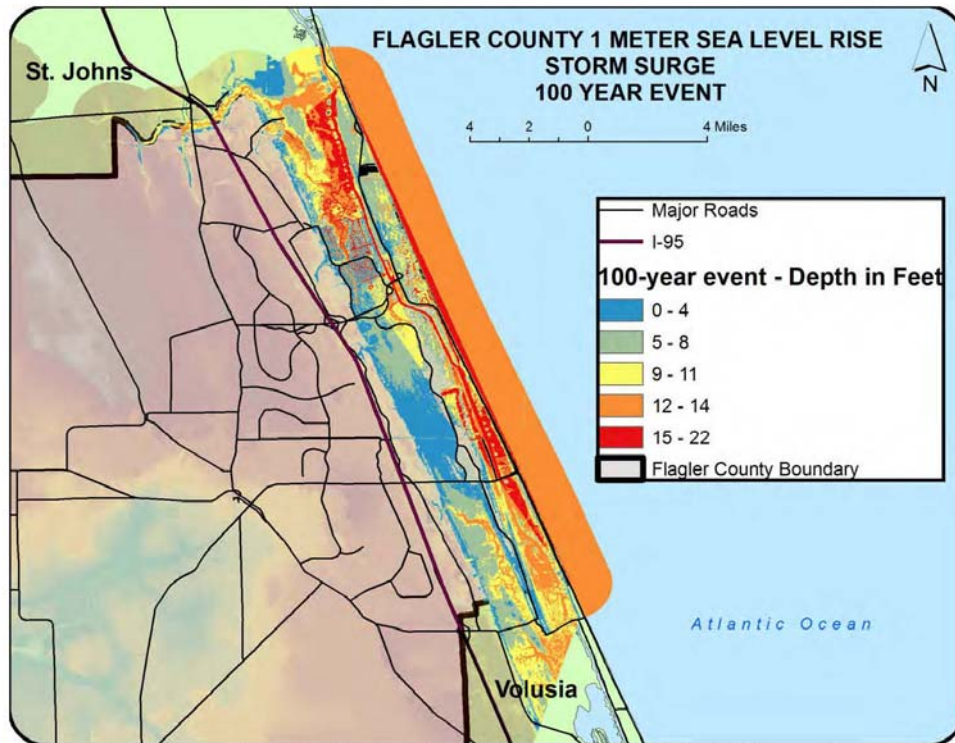 FLAGLER COUNTY 1 METER SEA LEVEL RISE
STORM SURGE
100 YEAR EVENT
N
4 2 0 4 Miles
St. Johns
Major Roads
I-95
100-year event - Depth in Feet
0 - 4
5 - 8
9 - 11
12 - 14
15 - 22
Flagler County Boundary
Atlantic Ocean
Volusia